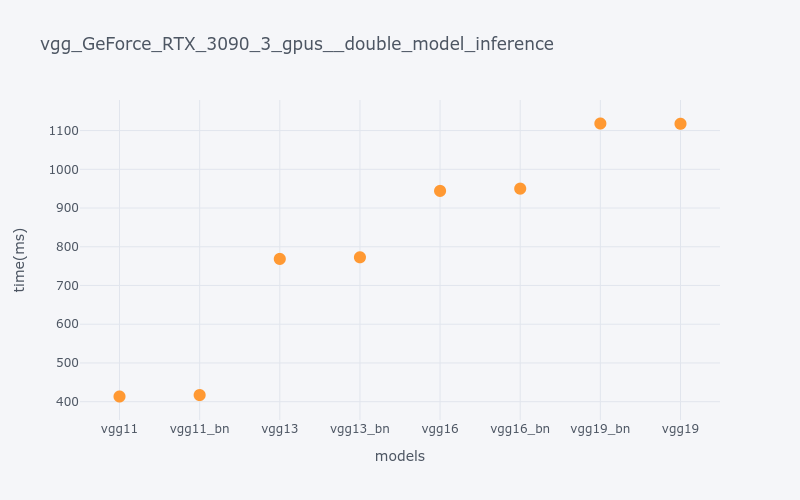 vgg_GeForce_RTX_3090_3_gpus__double_model_inference
1100
1000
900
800
700
600
500
400
time(ms)
vgg11 vgg11_bn vgg13 vgg13_bn vgg16 vgg16_bn vgg19_bn vgg19
models